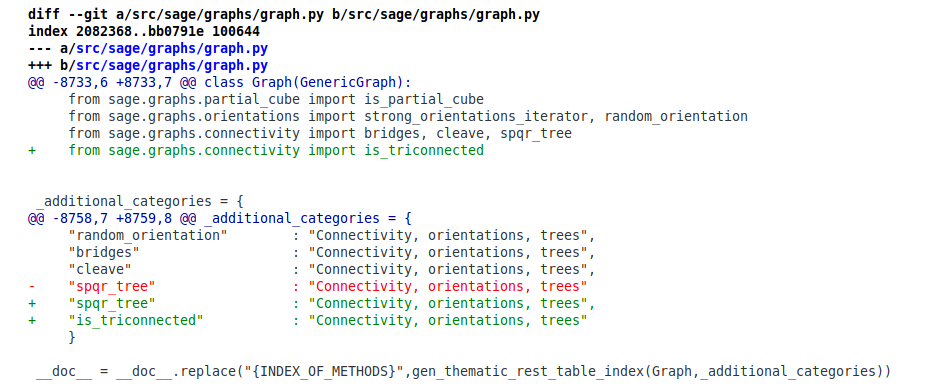 diff --git a/src/sage/graphs/graph.py b/src/sage/graphs/graph.py
index 2082368..bb0791e 100644
--- a/src/sage/graphs/graph.py
+++ b/src/sage/graphs/graph.py
@@ -8733,6 +8733,7 @@ class Graph(GenericGraph):
     from sage.graphs.partial_cube import is_partial_cube
     from sage.graphs.orientations import strong_orientations_iterator, random_orientation
     from sage.graphs.connectivity import bridges, cleave, spqr_tree
+    from sage.graphs.connectivity import is_triconnected
 _additional_categories = {
@@ -8758,7 +8759,8 @@ _additional_categories = {
     "random_orientation"        : "Connectivity, orientations, trees",
     "bridges"                   : "Connectivity, orientations, trees",
     "cleave"                    : "Connectivity, orientations, trees",
-    "spqr_tree"                 : "Connectivity, orientations, trees"
+    "spqr_tree"                 : "Connectivity, orientations, trees",
+    "is_triconnected"           : "Connectivity, orientations, trees"
     }
 __doc__ = __doc__.replace("{INDEX_OF_METHODS}",gen_thematic_rest_table_index(Graph,_additional_categories))